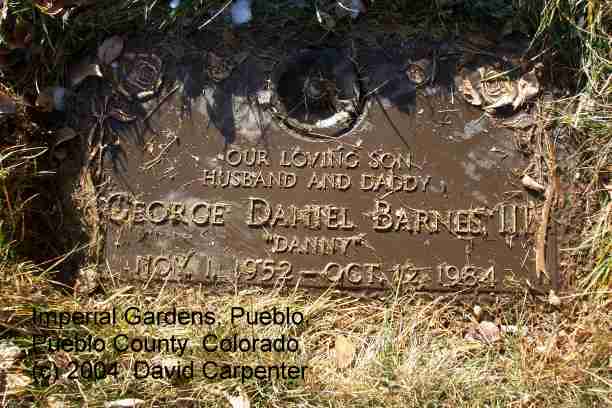 OUR LOVING SON
HUSBAND AND DADDY
GEORGE DANIEL BARNES III
"DANNY"
NOV. 1, 1952 – OCT. 12, 1984
Imperial Gardens, Pueblo,
Pueblo County, Colorado
(c) 2004, David Carpenter